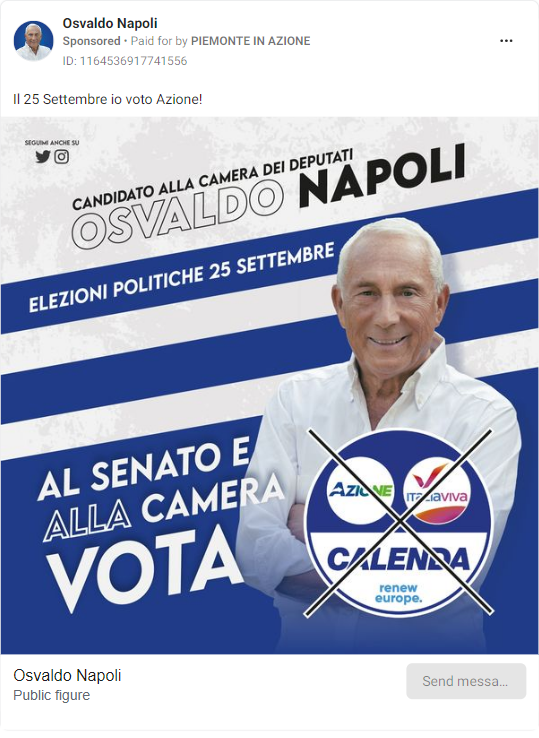 Osvaldo Napoli
Sponsored • Paid for by PIEMONTE IN AZIONE
ID: 1164536917741556
Il 25 Settembre io voto Azione!
SEGUIMI ANCHE SU
CANDIDATO ALLA CAMERA DEI DEPUTATI
OSVALDO NAPOLI
ELEZIONI POLITICHE 25 SETTEMBRE
AL SENATO E
ALLA CAMERA
VOTA
AZIONE
ITALIAVIVA
CALENDA
renew
europe.
Osvaldo Napoli
Public figure
Send messa...